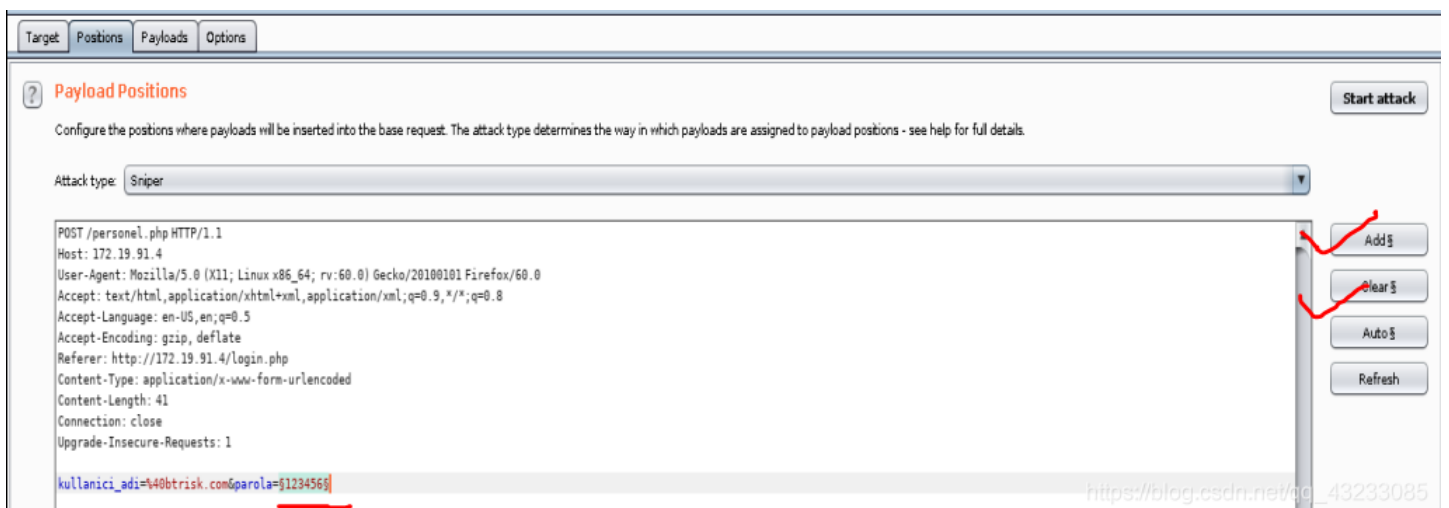 Target Positions Payloads Options
? Payload Positions
Start attack
Configure the positions where payloads will be inserted into the base request. The attack type determines the way in which payloads are assigned to payload positions - see help for full details.
Attack type: Sniper
POST /personel.php HTTP/1.1
Host: 172.19.91.4
User-Agent: Mozilla/5.0 (X11; Linux x86_64; rv:60.0) Gecko/20100101 Firefox/60.0
Accept: text/html,application/xhtml+xml,application/xml;q=0.9,*/*;q=0.8
Accept-Language: en-US,en;q=0.5
Accept-Encoding: gzip, deflate
Referer: http://172.19.91.4/login.php
Content-Type: application/x-www-form-urlencoded
Content-Length: 41
Connection: close
Upgrade-Insecure-Requests: 1
kullanici_adi=%40btrisk.com&parola=§123456§
Add §
Clear §
Auto §
Refresh
https://blog.csdn.net/qq_43233085